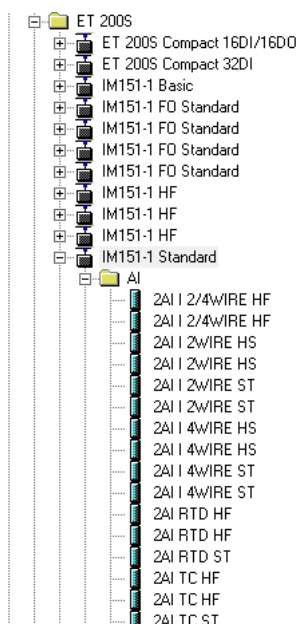 ET 200S
ET 200S Compact 16DI/16DO
ET 200S Compact 32DI
IM151-1 Basic
IM151-1 FO Standard
IM151-1 FO Standard
IM151-1 FO Standard
IM151-1 FO Standard
IM151-1 HF
IM151-1 HF
IM151-1 HF
IM151-1 Standard
AI
2AI I 2/4WIRE HF
2AI I 2/4WIRE HF
2AI I 2WIRE HS
2AI I 2WIRE HS
2AI I 2WIRE ST
2AI I 2WIRE ST
2AI I 4WIRE HS
2AI I 4WIRE HS
2AI I 4WIRE ST
2AI I 4WIRE ST
2AI RTD HF
2AI RTD HF
2AI RTD ST
2AI TC HF
2AI TC HF
2AI TC ST